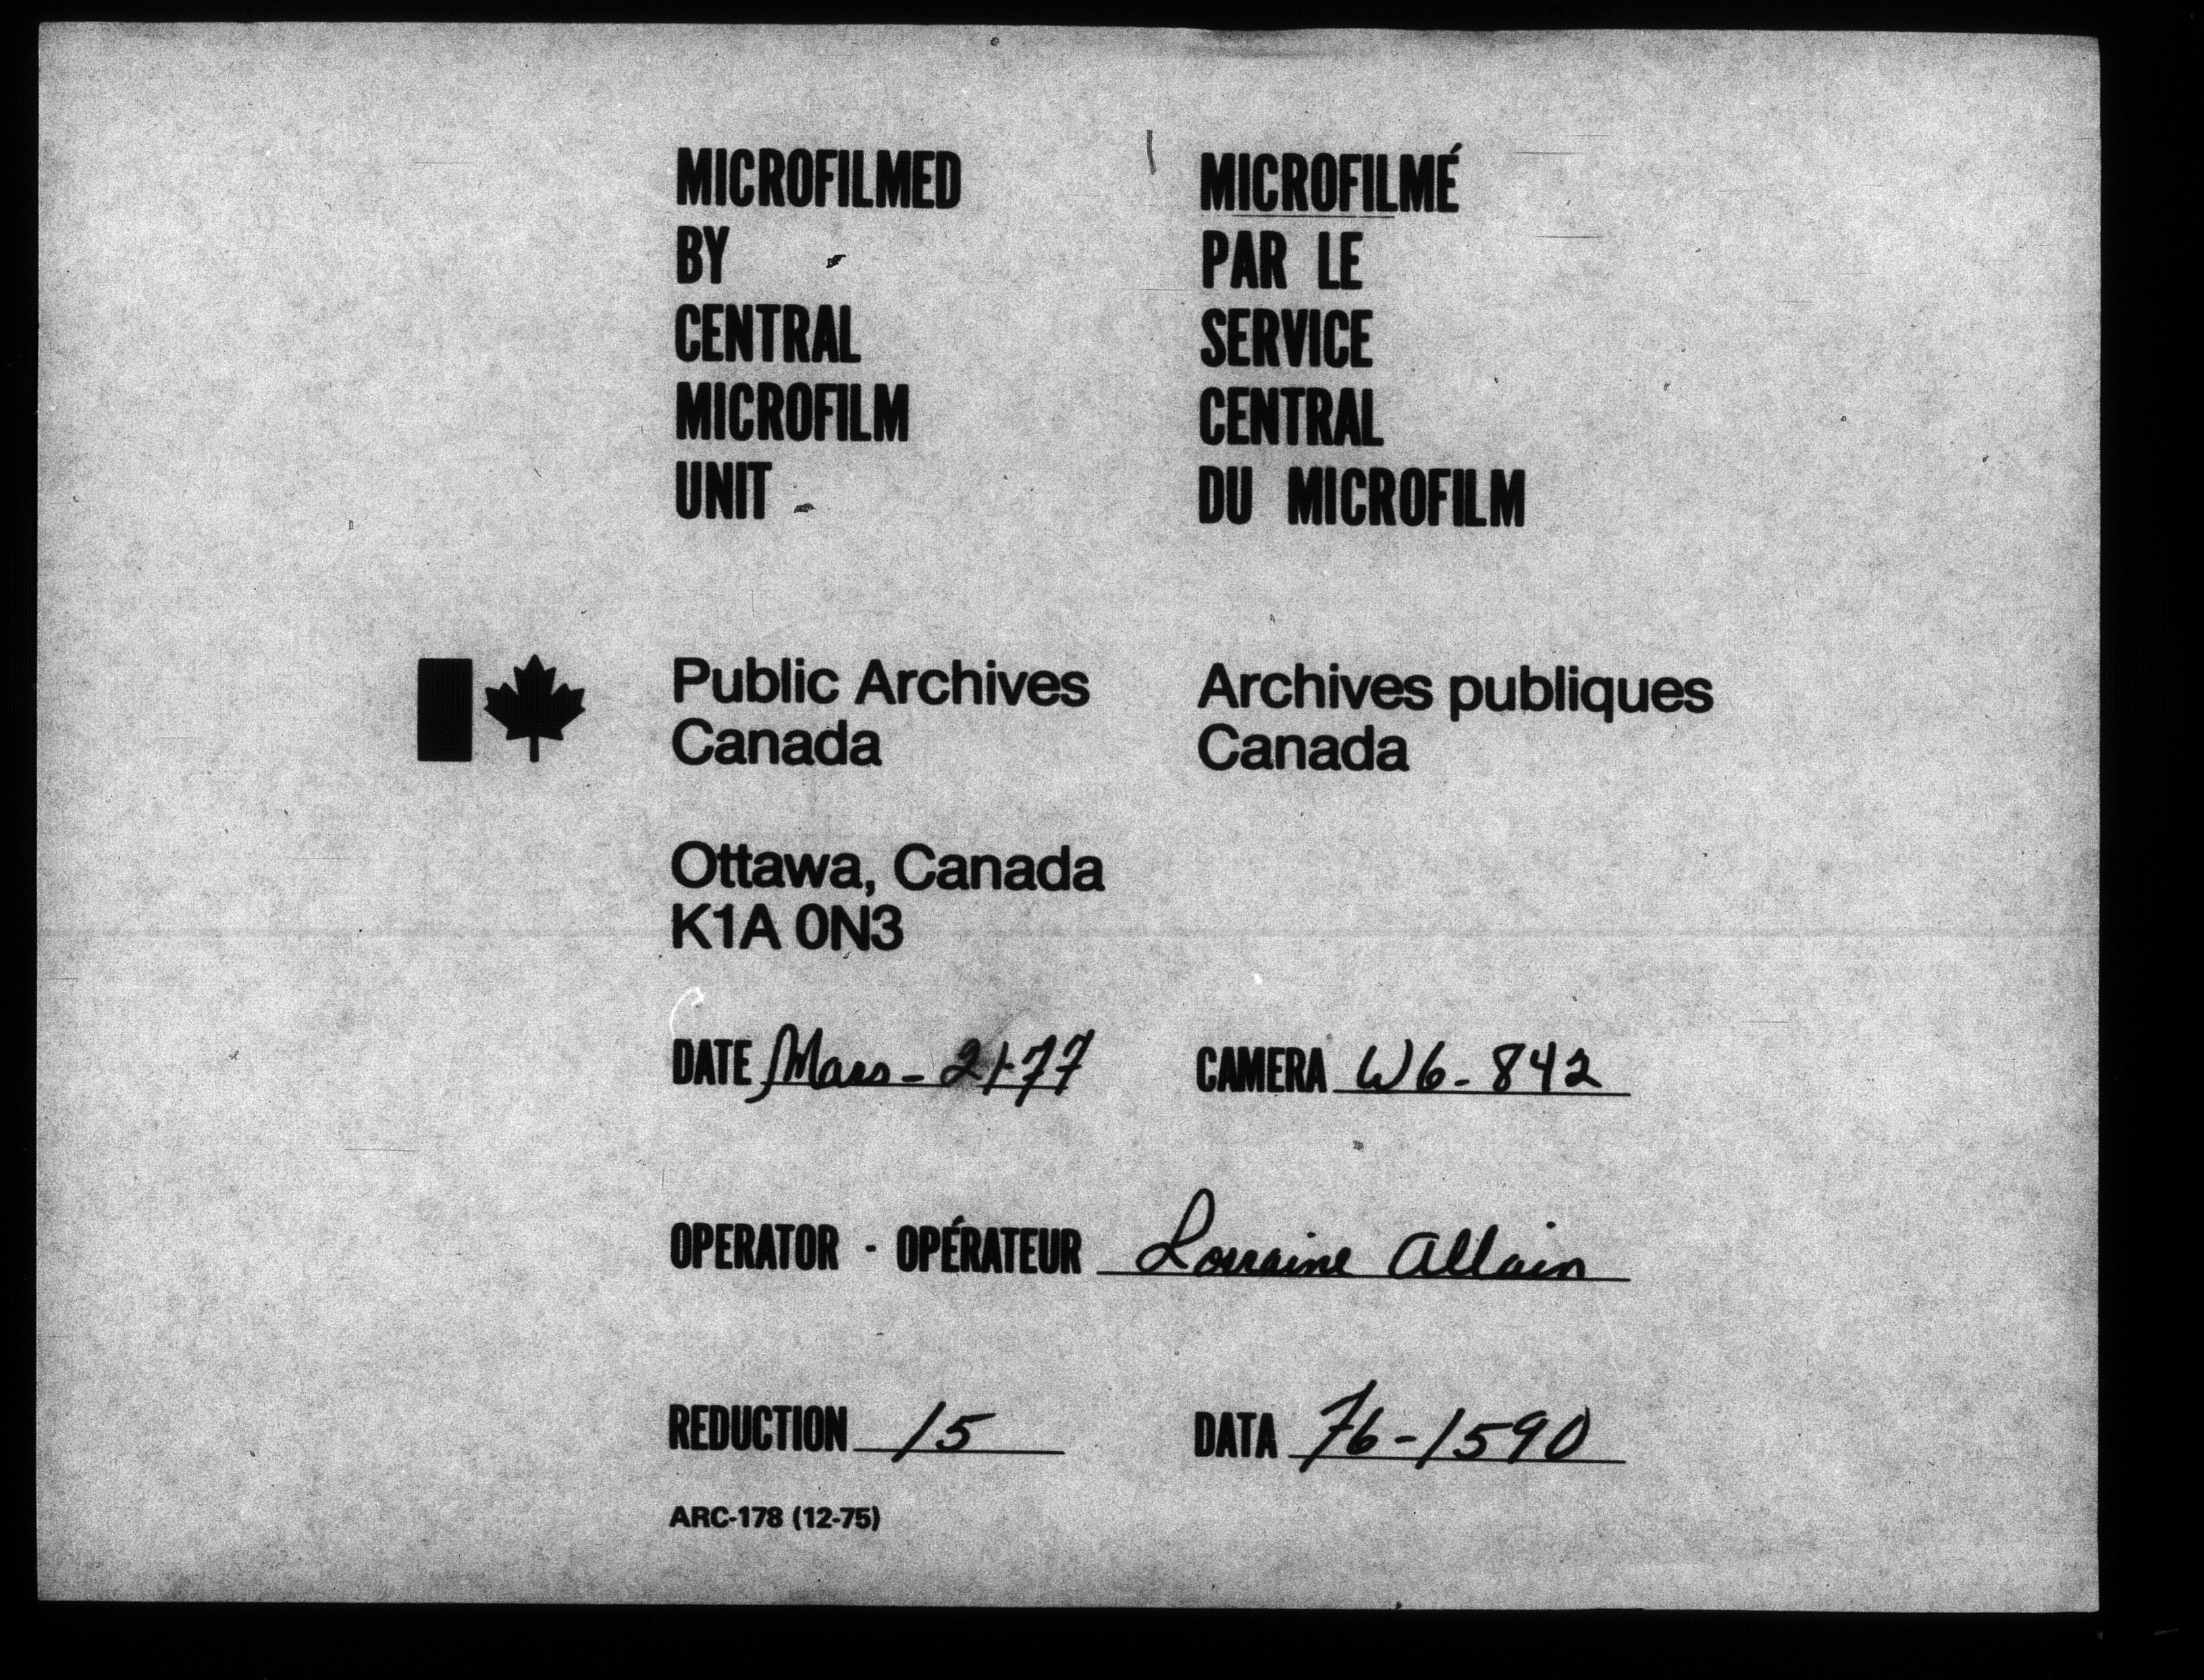 MICROFILMED
BY
CENTRAL
MICROFILM
UNIT
MICROFILMÉ
PAR LE
SERVICE
CENTRAL
DU MICROFILM
Public Archives
Canada
Archives publiques
Canada
Ottawa, Canada
K1A 0N3
DATE Mars - 21-77
CAMERA W6-842
OPERATOR - OPÉRATEUR Lorraine Allain
REDUCTION 15
DATA 76-1590
ARC-178 (12-75)